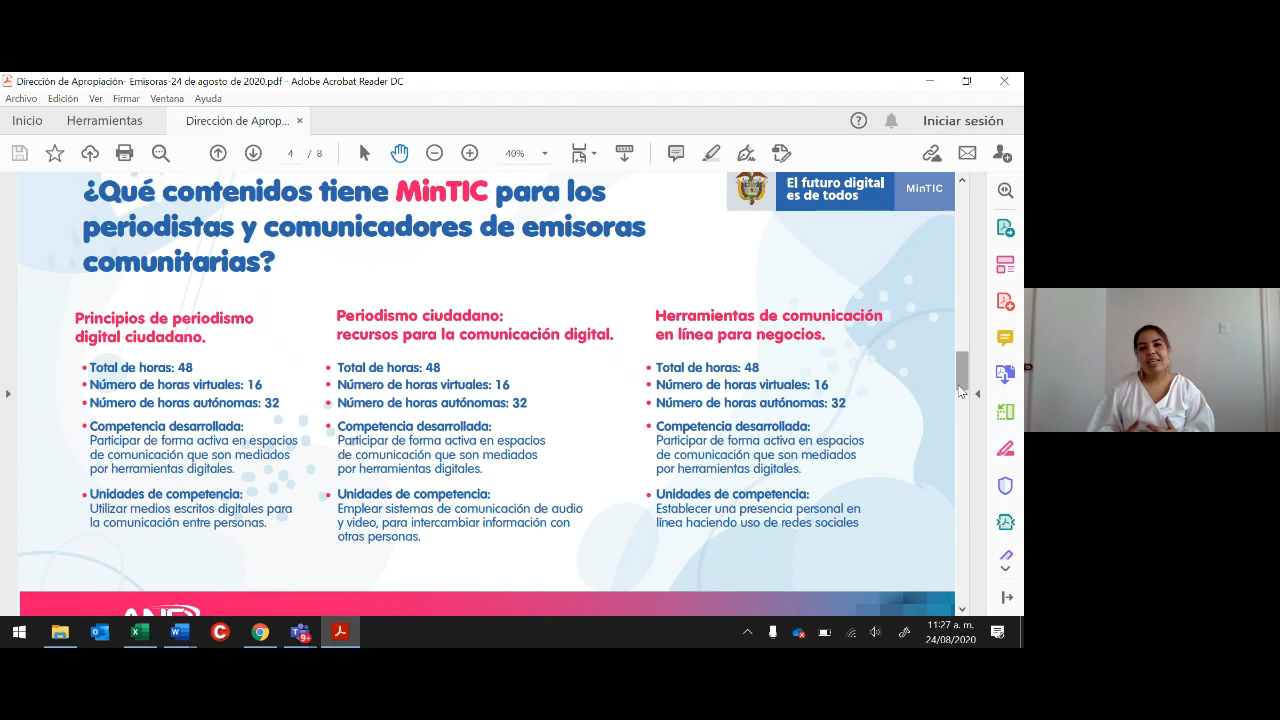 Dirección de Apropiación- Emisoras-24 de agosto de 2020.pdf - Adobe Acrobat Reader DC
Archivo Edición Ver Firmar Ventana Ayuda
Inicio Herramientas Dirección de Aprop... × Iniciar sesión
4 / 8 40%
¿Qué contenidos tiene MinTIC para los
periodistas y comunicadores de emisoras
comunitarias?
El futuro digital
es de todos
MinTIC
Principios de periodismo
digital ciudadano.
• Total de horas: 48
• Número de horas virtuales: 16
• Número de horas autónomas: 32
• Competencia desarrollada:
Participar de forma activa en espacios
de comunicación que son mediados
por herramientas digitales.
• Unidades de competencia:
Utilizar medios escritos digitales para
la comunicación entre personas.
Periodismo ciudadano:
recursos para la comunicación digital.
• Total de horas: 48
• Número de horas virtuales: 16
• Número de horas autónomas: 32
• Competencia desarrollada:
Participar de forma activa en espacios
de comunicación que son mediados
por herramientas digitales.
• Unidades de competencia:
Emplear sistemas de comunicación de audio
y video, para intercambiar información con
otras personas.
Herramientas de comunicación
en línea para negocios.
• Total de horas: 48
• Número de horas virtuales: 16
• Número de horas autónomas: 32
• Competencia desarrollada:
Participar de forma activa en espacios
de comunicación que son mediados
por herramientas digitales.
• Unidades de competencia:
Establecer una presencia personal en
línea haciendo uso de redes sociales
9+
11:27 a. m.
24/08/2020